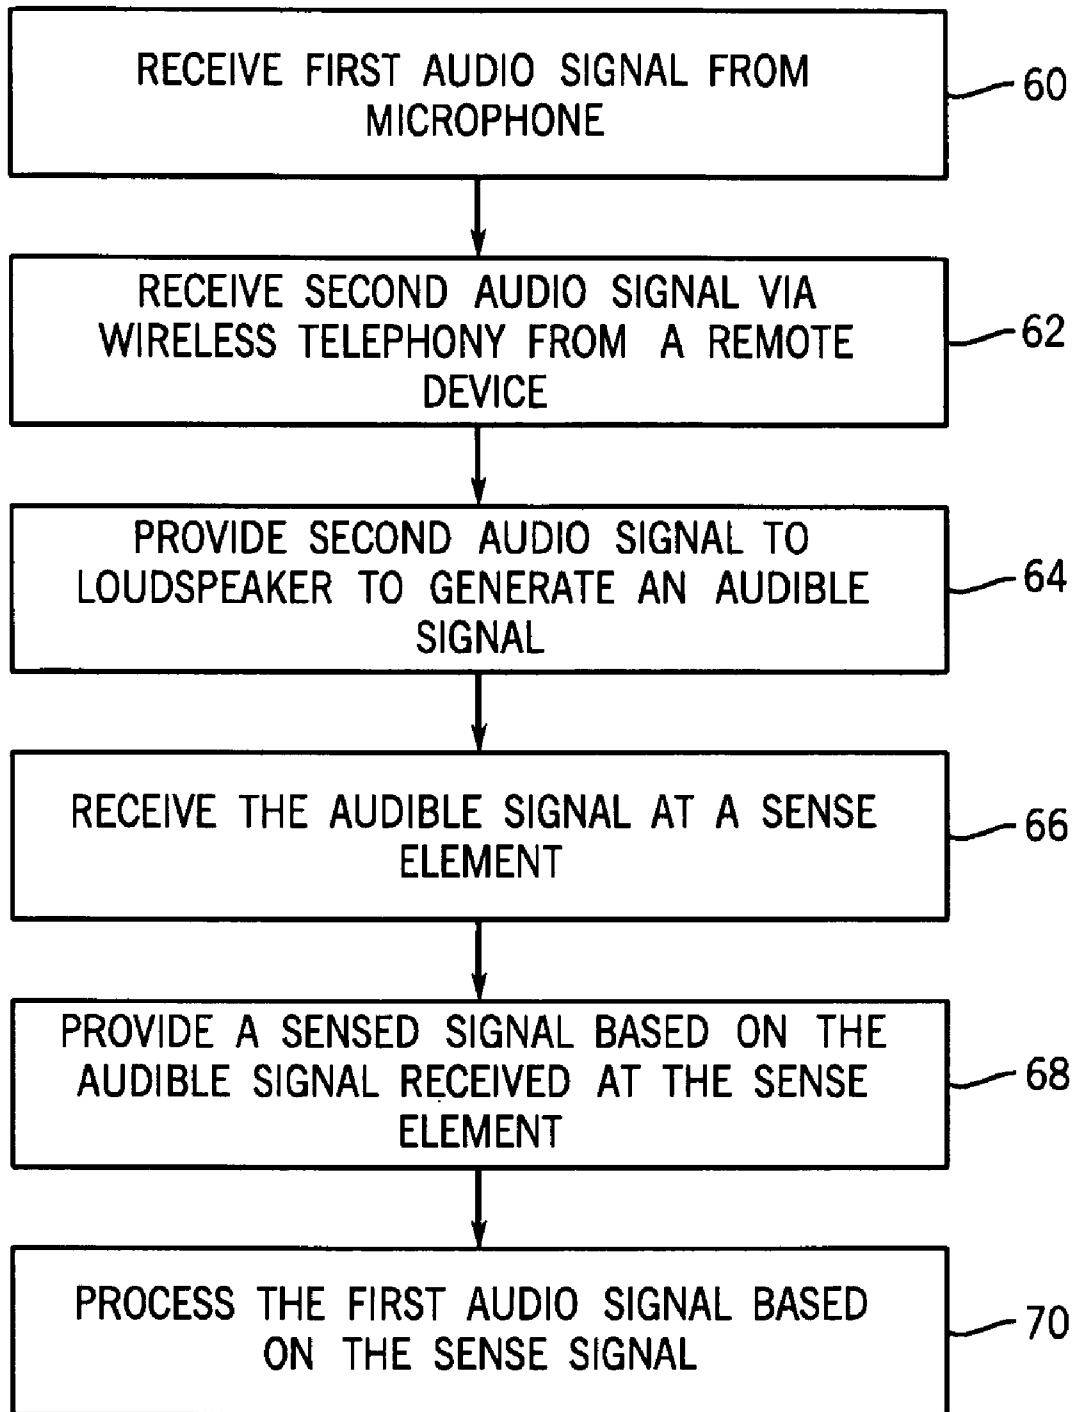 RECEIVE FIRST AUDIO SIGNAL FROM
MICROPHONE
60
RECEIVE SECOND AUDIO SIGNAL VIA
WIRELESS TELEPHONY FROM A REMOTE
DEVICE
62
PROVIDE SECOND AUDIO SIGNAL TO
LOUDSPEAKER TO GENERATE AN AUDIBLE
SIGNAL
64
RECEIVE THE AUDIBLE SIGNAL AT A SENSE
ELEMENT
66
PROVIDE A SENSED SIGNAL BASED ON THE
AUDIBLE SIGNAL RECEIVED AT THE SENSE
ELEMENT
68
PROCESS THE FIRST AUDIO SIGNAL BASED
ON THE SENSE SIGNAL
70